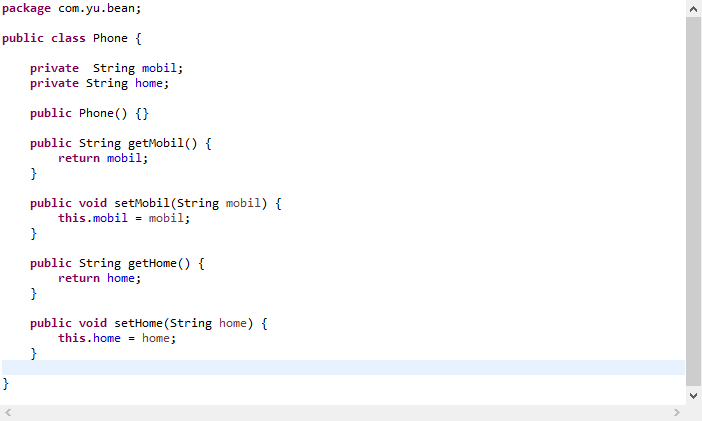 package com.yu.bean;
public class Phone {
private  String mobil;
private String home;
public Phone() {}
public String getMobil() {
return mobil;
}
public void setMobil(String mobil) {
this.mobil = mobil;
}
public String getHome() {
return home;
}
public void setHome(String home) {
this.home = home;
}
}